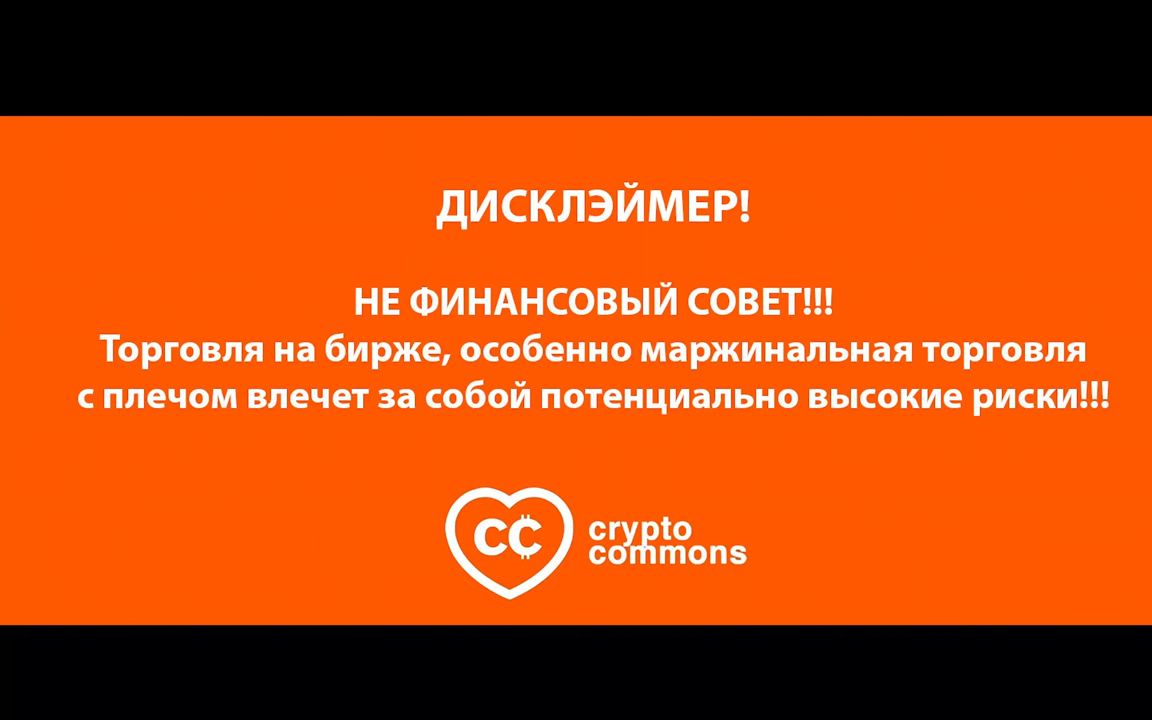 ДИСКЛЭЙМЕР!
НЕ ФИНАНСОВЫЙ СОВЕТ!!!
Торговля на бирже, особенно маржинальная торговля
с плечом влечет за собой потенциально высокие риски!!!
CC
crypto
commons